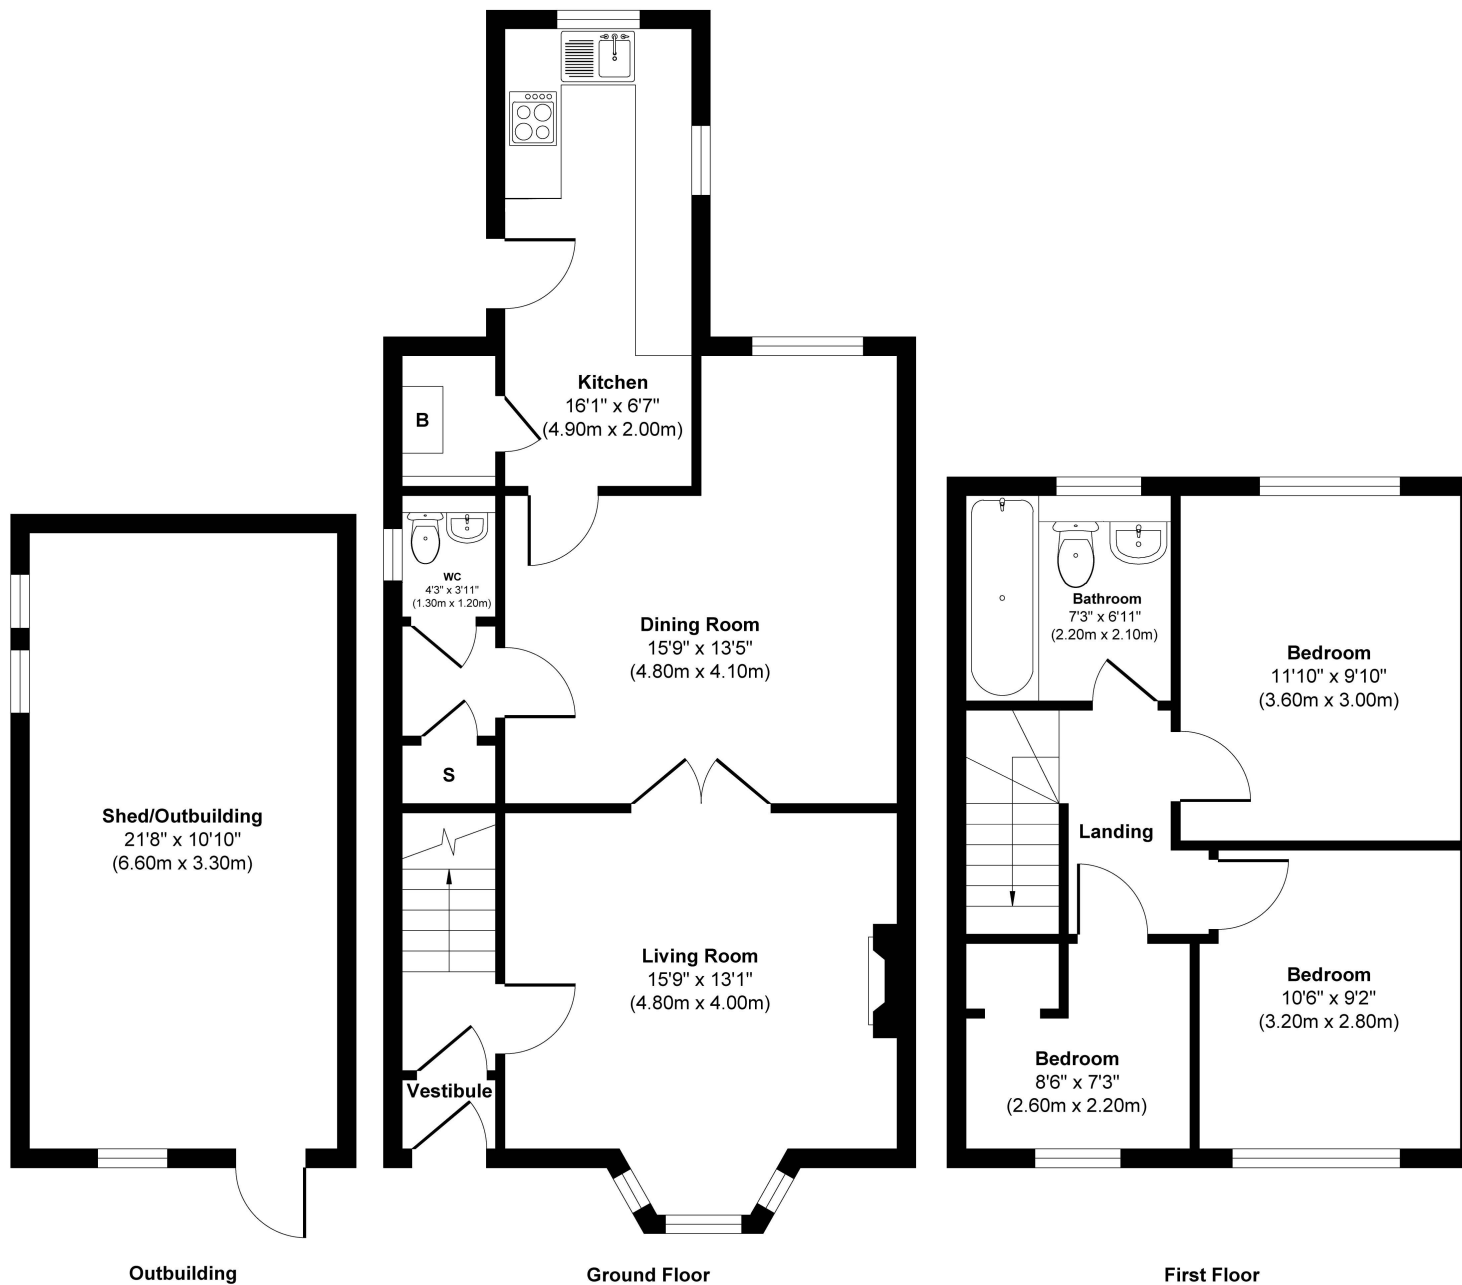 Kitchen
16'1" x 6'7"
(4.90m x 2.00m)
B
WC
4'3" x 3'11"
(1.30m x 1.20m)
Dining Room
15'9" x 13'5"
(4.80m x 4.10m)
S
Living Room
15'9" x 13'1"
(4.80m x 4.00m)
Vestibule
Shed/Outbuilding
21'8" x 10'10"
(6.60m x 3.30m)
Bathroom
7'3" x 6'11"
(2.20m x 2.10m)
Bedroom
11'10" x 9'10"
(3.60m x 3.00m)
Landing
Bedroom
10'6" x 9'2"
(3.20m x 2.80m)
Bedroom
8'6" x 7'3"
(2.60m x 2.20m)
Outbuilding
Ground Floor
First Floor